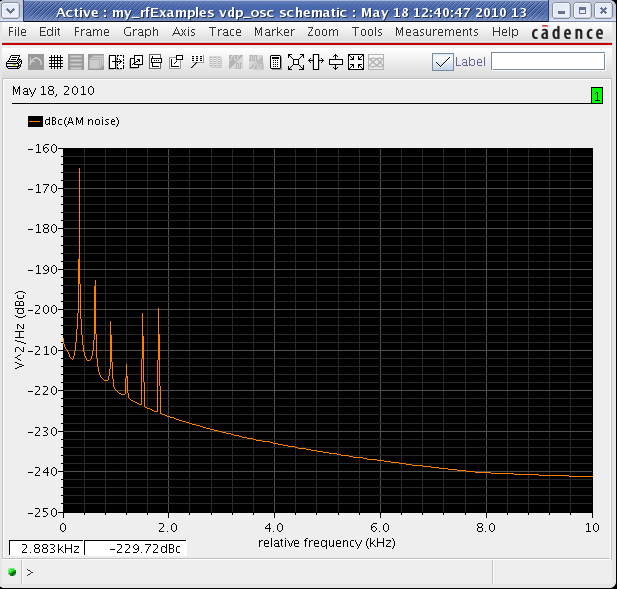 Active : my_rfExamples vdp_osc schematic : May 18 12:40:47 2010 13
File Edit Frame Graph Axis Trace Marker Zoom Tools Measurements Help cādence
Label
May 18, 2010
1
dBc(AM noise)
-160
-170
-180
-190
-200
-210
-220
-230
-240
-250
V^2/Hz (dBc)
0 2.0 4.0 6.0 8.0 10
relative frequency (kHz)
2.883kHz -229.72dBc
>